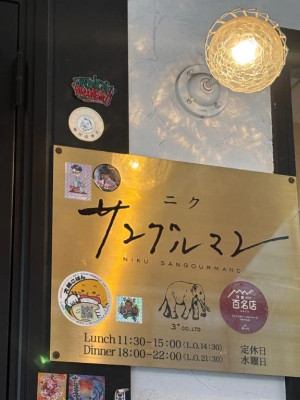 ニク
サングルマン
NIKU SANGOURMAND
百名店
3.rd CO.,LTD
Lunch 11:30-15:00 (L.O.14:30)
Dinner 18:00-22:00 (L.O.21:30)
定休日
水曜日